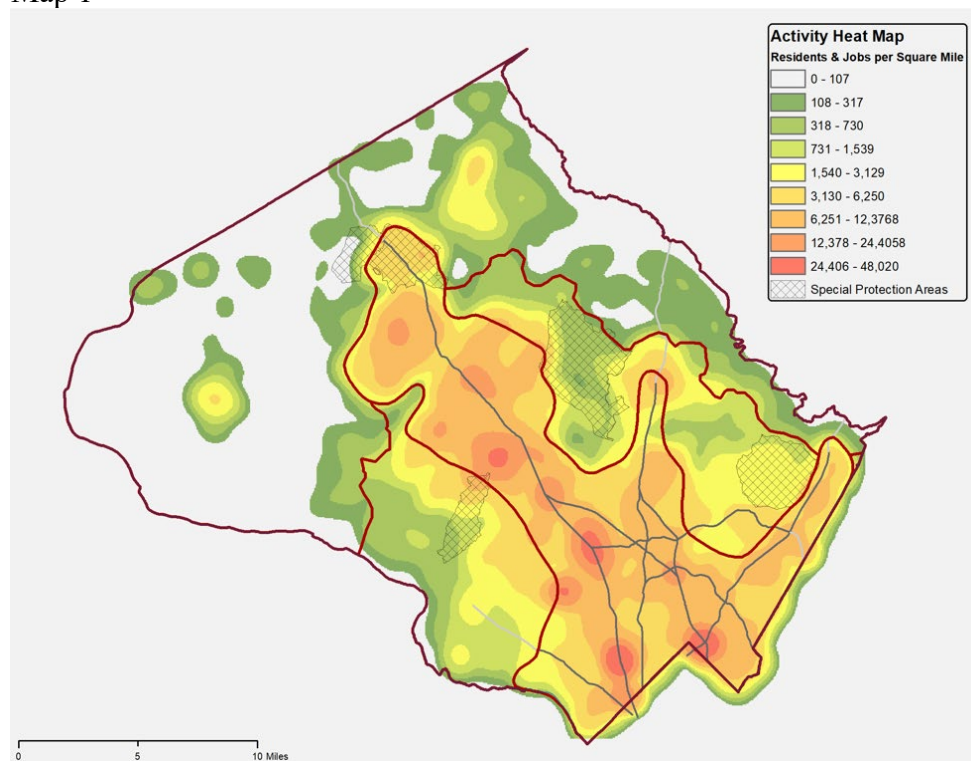 Activity Heat Map
Residents & Jobs per Square Mile
0 - 107
108 - 317
318 - 730
731 - 1,539
1,540 - 3,129
3,130 - 6,250
6,251 - 12,3768
12,378 - 24,4058
24,406 - 48,020
Special Protection Areas
0 5 10 Miles